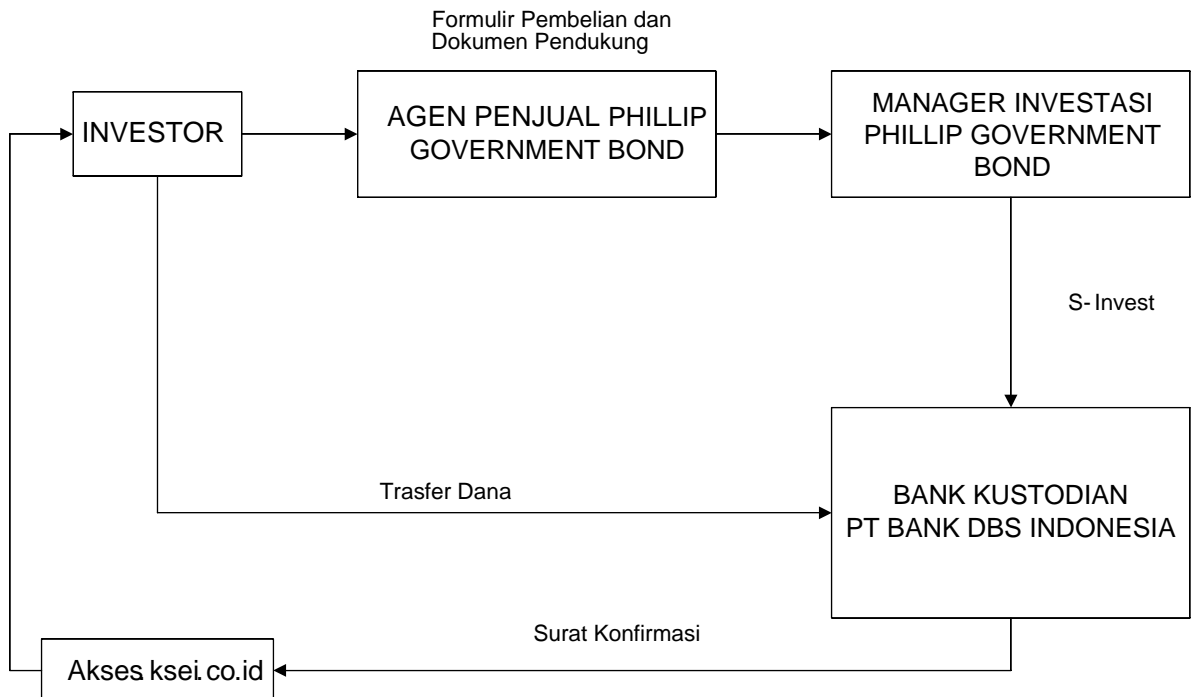 Formulir Pembelian dan
Dokumen Pendukung
INVESTOR
AGEN PENJUAL PHILLIP
GOVERNMENT BOND
MANAGER INVESTASI
PHILLIP GOVERNMENT
BOND
S- Invest
Trasfer Dana
BANK KUSTODIAN
PT BANK DBS INDONESIA
Surat Konfirmasi
Akses.ksei.co.id